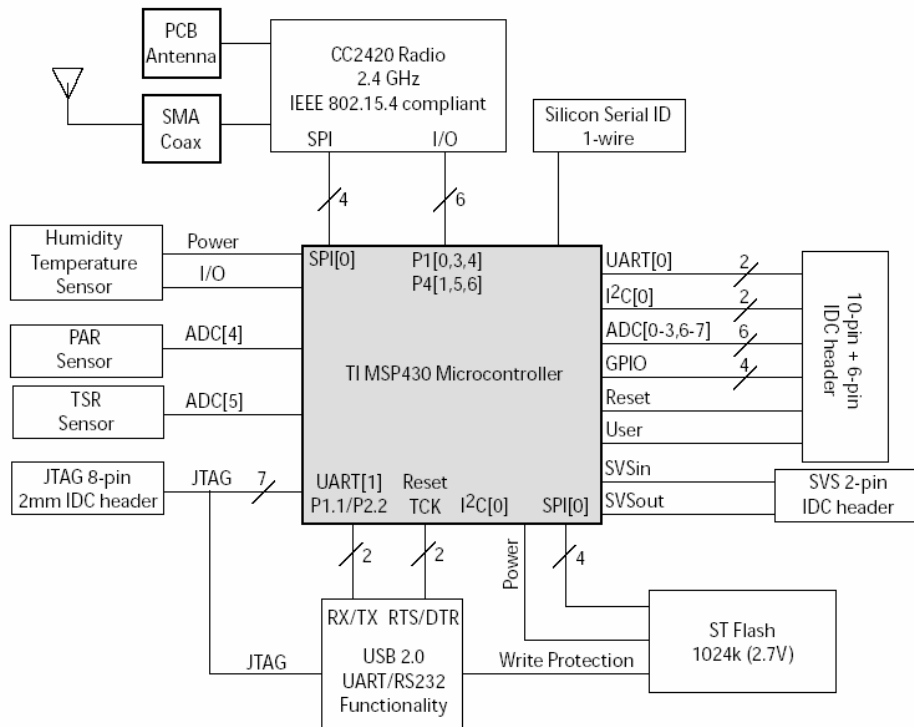 PCB
Antenna
CC2420 Radio
2.4 GHz
IEEE 802.15.4 compliant
SPI
I/O
SMA
Coax
Silicon Serial ID
1-wire
4
6
Humidity
Temperature
Sensor
Power
I/O
SPI[0]
P1[0,3,4]
P4[1,5,6]
UART[0]
2
I²C[0]
2
ADC[0-3,6-7]
6
GPIO
4
Reset
User
10-pin + 6-pin
IDC header
PAR
Sensor
ADC[4]
TI MSP430 Microcontroller
TSR
Sensor
ADC[5]
JTAG 8-pin
2mm IDC header
JTAG
7
UART[1]
P1.1/P2.2
Reset
TCK
I²C[0]
SPI[0]
SVSin
SVSout
SVS 2-pin
IDC header
2
2
Power
4
RX/TX
RTS/DTR
USB 2.0
UART/RS232
Functionality
JTAG
Write Protection
ST Flash
1024k (2.7V)